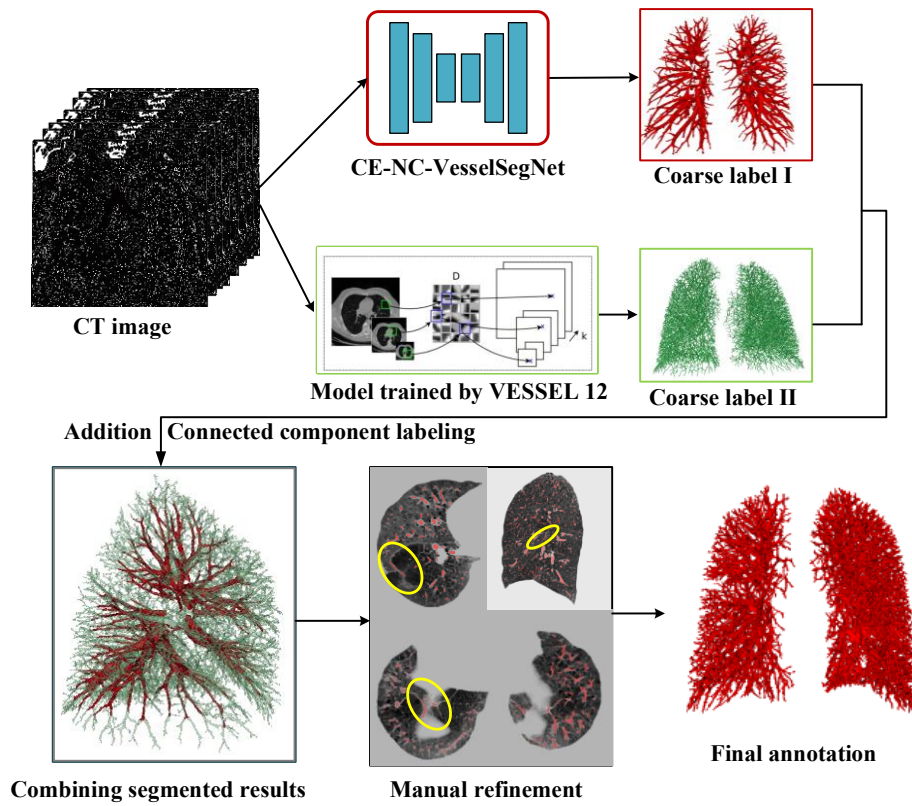 CE-NC-VesselSegNet
Coarse label I
CT image
D
k
Model trained by VESSEL 12
Coarse label II
Addition
Connected component labeling
Combining segmented results
Manual refinement
Final annotation